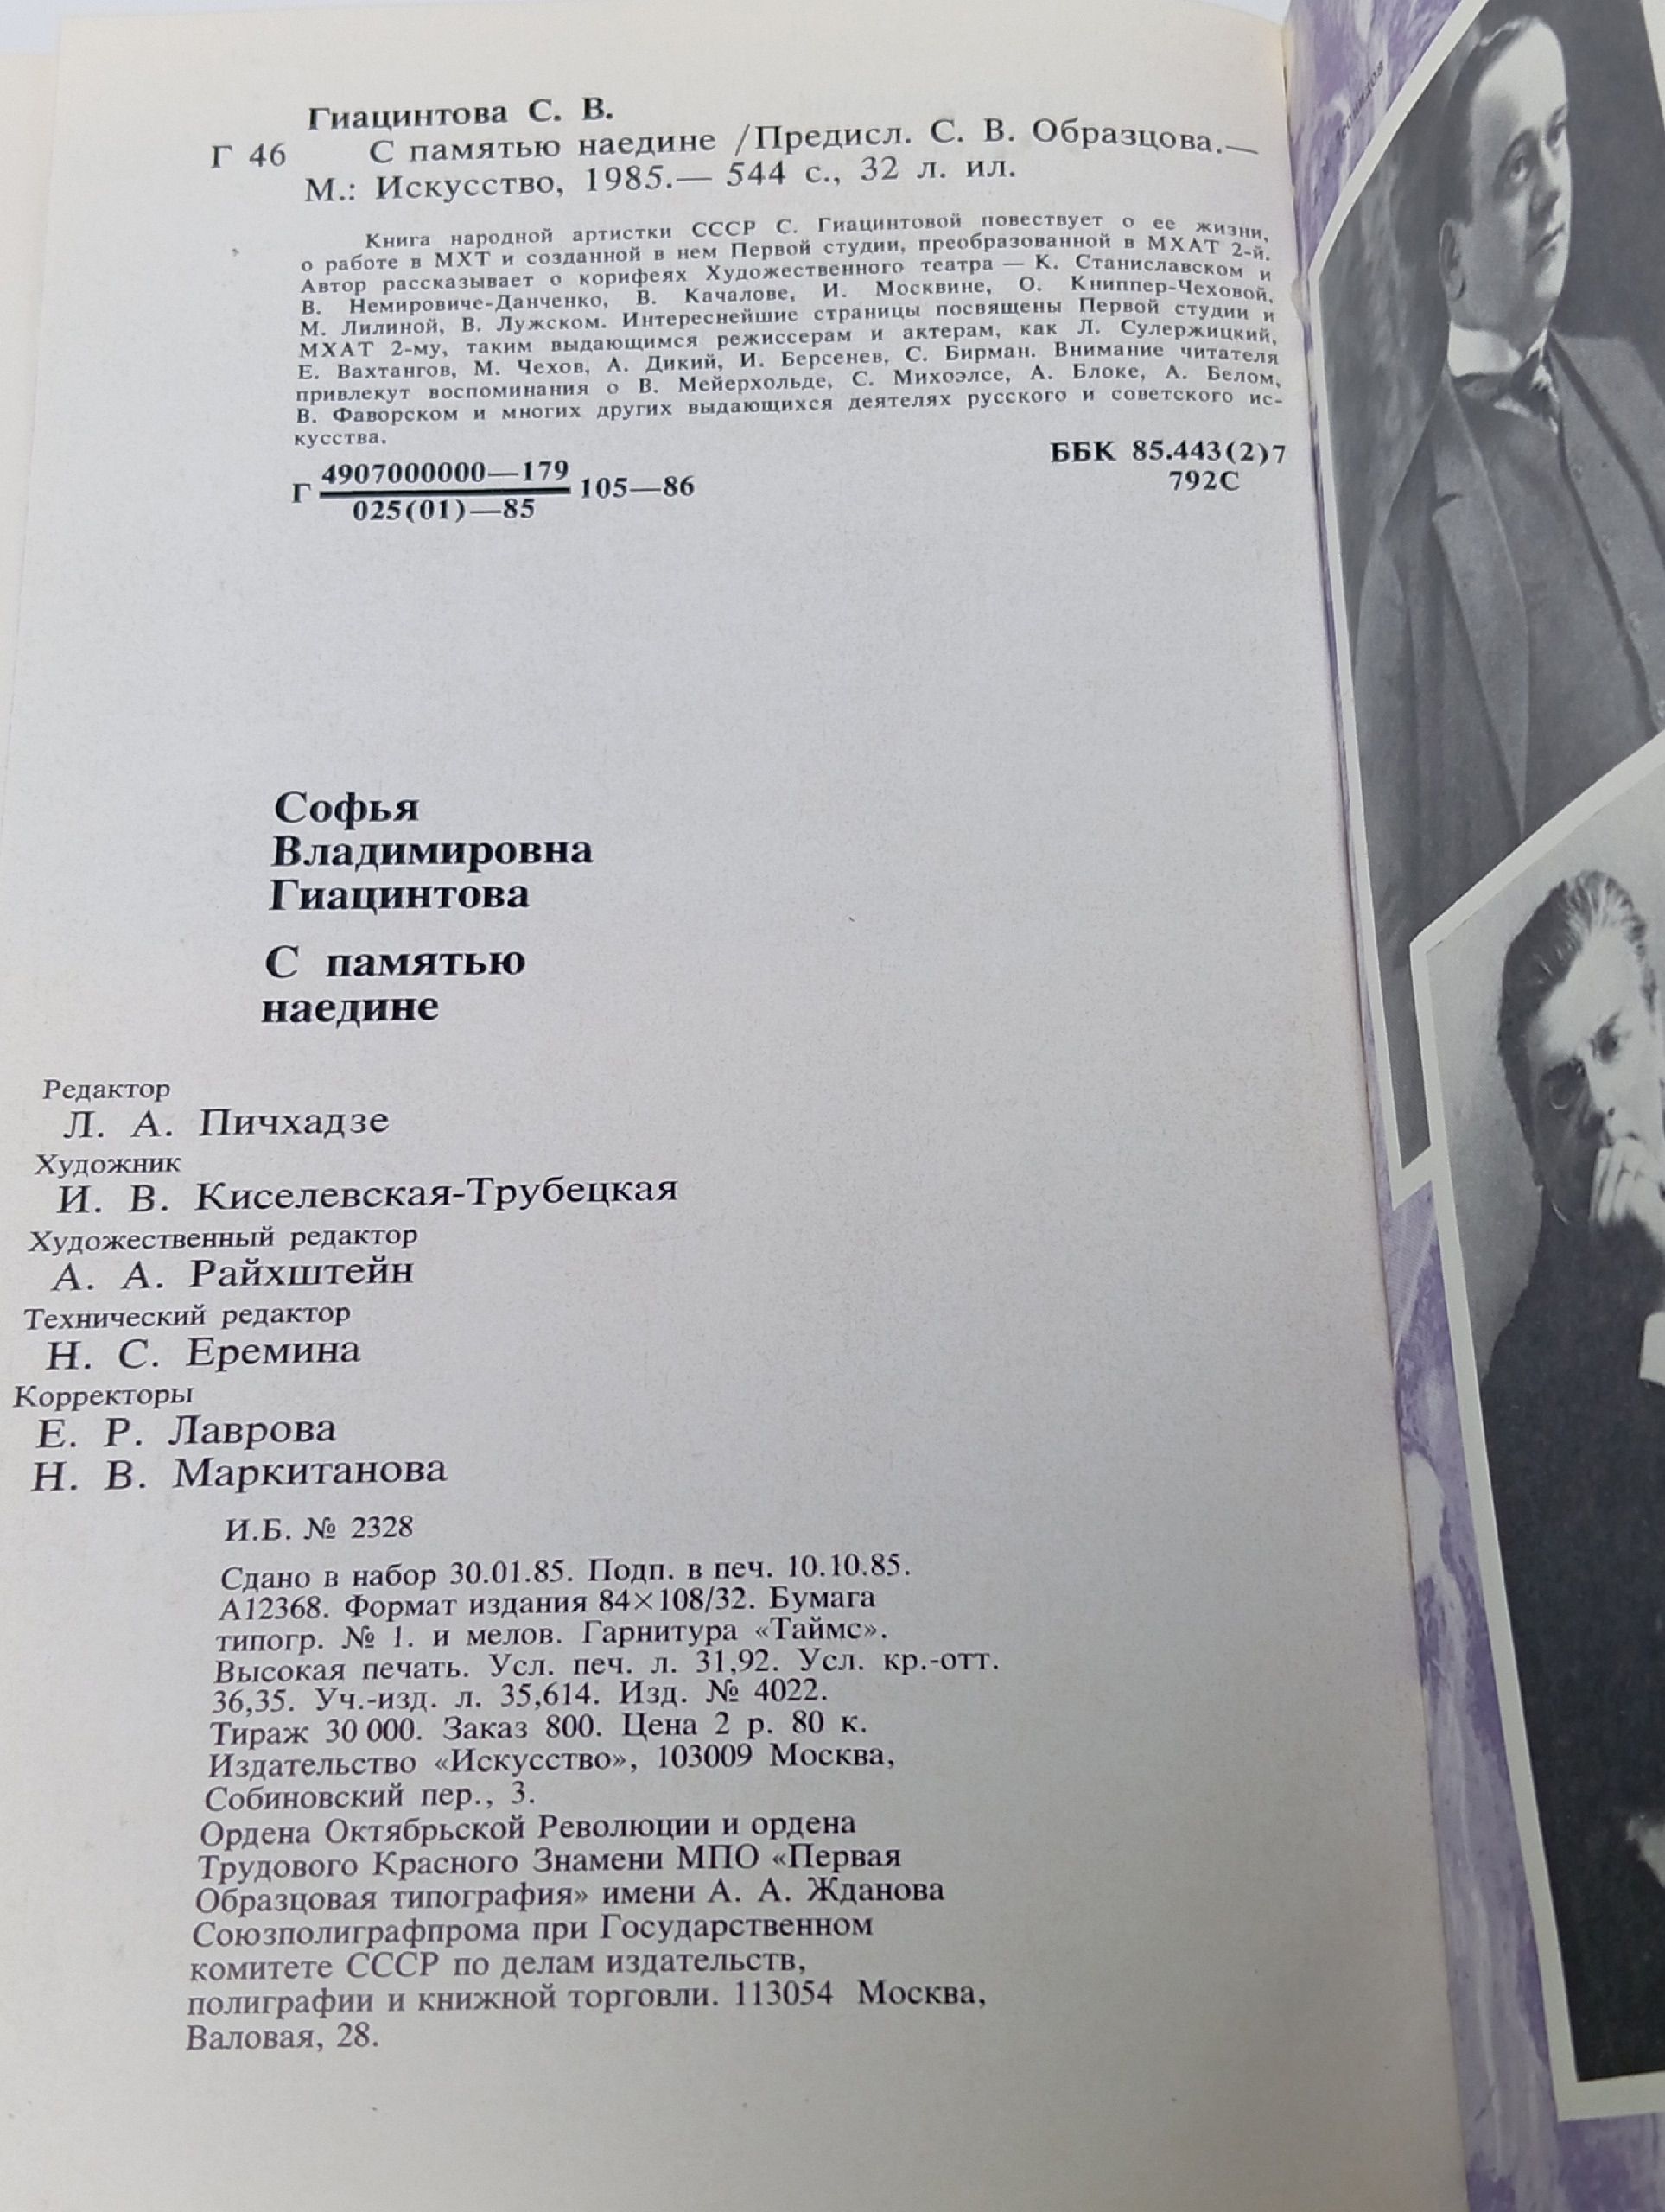 Гиацинтова С. В.
Г 46 С памятью наедине /Предисл. С. В. Образцова.—
М.: Искусство, 1985.— 544 с., 32 л. ил.
Книга народной артистки СССР С. Гиацинтовой повествует о ее жизни,
о работе в МХТ и созданной в нем Первой студии, преобразованной в МХАТ 2-й.
Автор рассказывает о корифеях Художественного театра — К. Станиславском и
В. Немировиче-Данченко, В. Качалове, И. Москвине, О. Книппер-Чеховой,
М. Лилиной, В. Лужском. Интереснейшие страницы посвящены Первой студии и
МХАТ 2-му, таким выдающимся режиссерам и актерам, как Л. Сулержицкий,
Е. Вахтангов, М. Чехов, А. Дикий, И. Берсенев, С. Бирман. Внимание читателя
привлекут воспоминания о В. Мейерхольде, С. Михоэлсе, А. Блоке, А. Белом,
В. Фаворском и многих других выдающихся деятелях русского и советского ис-
кусства.
Г 4907000000—179 105—86
025(01)—85
ББК 85.443(2)7
792С
Софья
Владимировна
Гиацинтова
С памятью
наедине
Редактор
Л. А. Пичхадзе
Художник
И. В. Киселевская-Трубецкая
Художественный редактор
А. А. Райхштейн
Технический редактор
Н. С. Еремина
Корректоры
Е. Р. Лаврова
Н. В. Маркитанова
И.Б. № 2328
Сдано в набор 30.01.85. Подп. в печ. 10.10.85.
А12368. Формат издания 84×108/32. Бумага
типогр. № 1. и мелов. Гарнитура «Таймс».
Высокая печать. Усл. печ. л. 31,92. Усл. кр.-отт.
36,35. Уч.-изд. л. 35,614. Изд. № 4022.
Тираж 30 000. Заказ 800. Цена 2 р. 80 к.
Издательство «Искусство», 103009 Москва,
Собиновский пер., 3.
Ордена Октябрьской Революции и ордена
Трудового Красного Знамени МПО «Первая
Образцовая типография» имени А. А. Жданова
Союзполиграфпрома при Государственном
комитете СССР по делам издательств,
полиграфии и книжной торговли. 113054 Москва,
Валовая, 28.